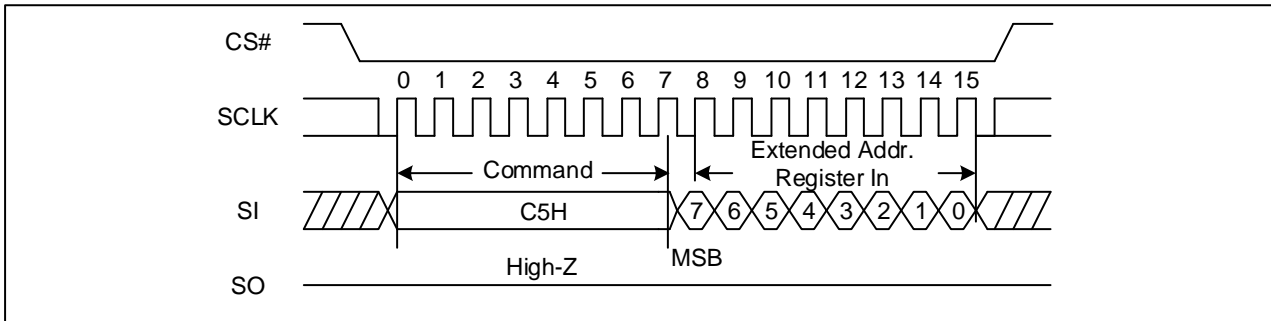 CS#
0 1 2 3 4 5 6 7 8 9 10 11 12 13 14 15
SCLK
Command
Extended Addr.
Register In
SI
C5H
7 6 5 4 3 2 1 0
High-Z
MSB
SO